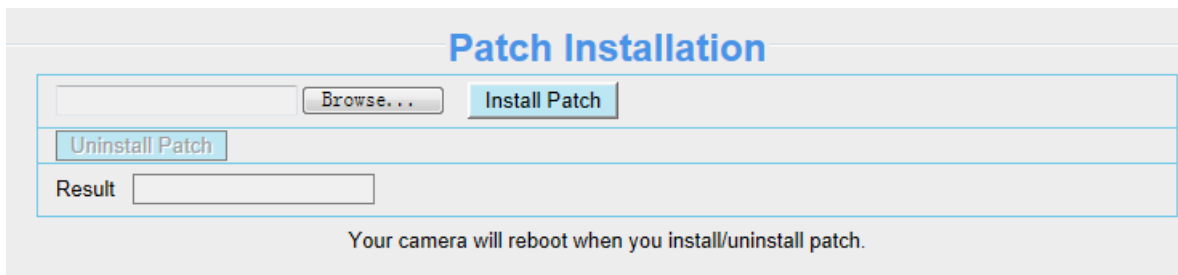 Patch Installation
Browse... Install Patch
Uninstall Patch
Result
Your camera will reboot when you install/uninstall patch.